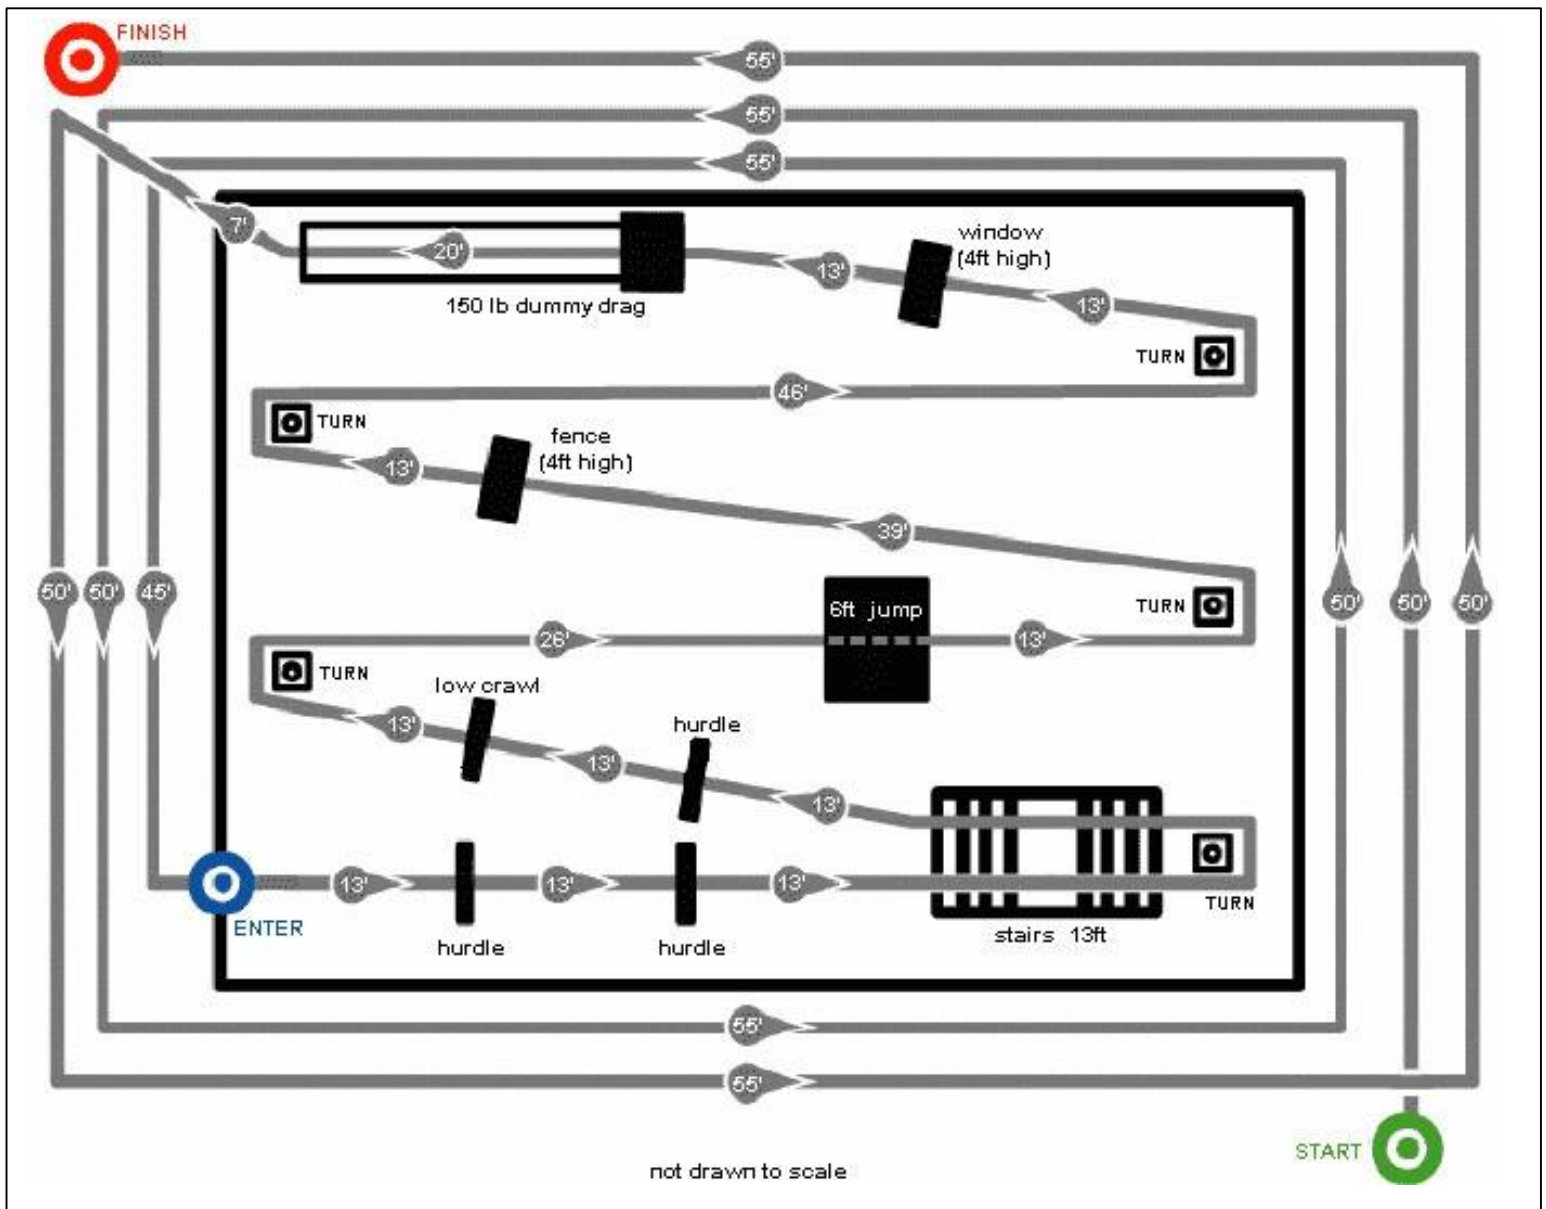 FINISH
55'
55'
55'
7'
20'
13'
window
(4ft high)
13'
150 lb dummy drag
TURN
46'
TURN
fence
(4ft high)
13'
39'
50'
50'
45'
6ft jump
TURN
50'
50'
50'
26'
13'
TURN
low crawl
13'
hurdle
13'
13'
13'
13'
13'
TURN
ENTER
hurdle
hurdle
stairs 13ft
55'
55'
START
not drawn to scale